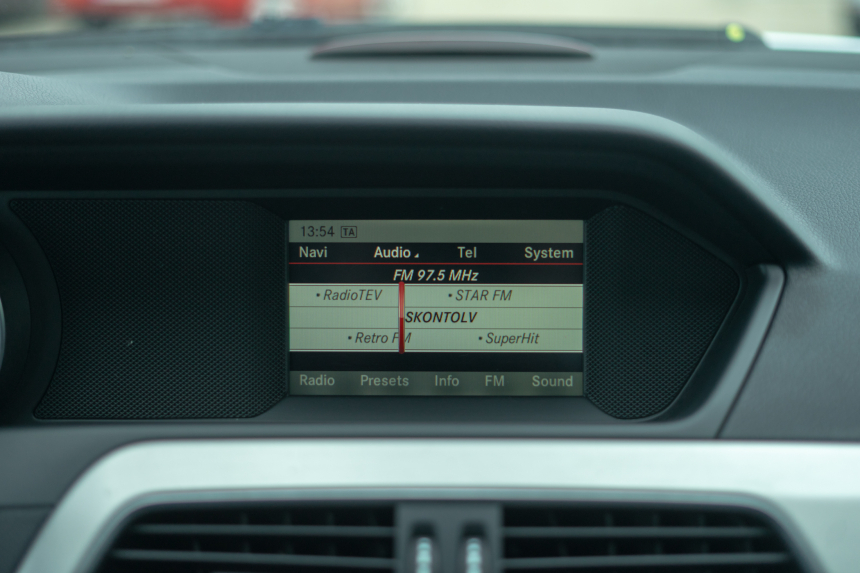 13:54 TA
Navi Audio Tel System
FM 97.5 MHz
• RadioTEV • STAR FM
SKONTOLV
• Retro FM • SuperHit
Radio Presets Info FM Sound